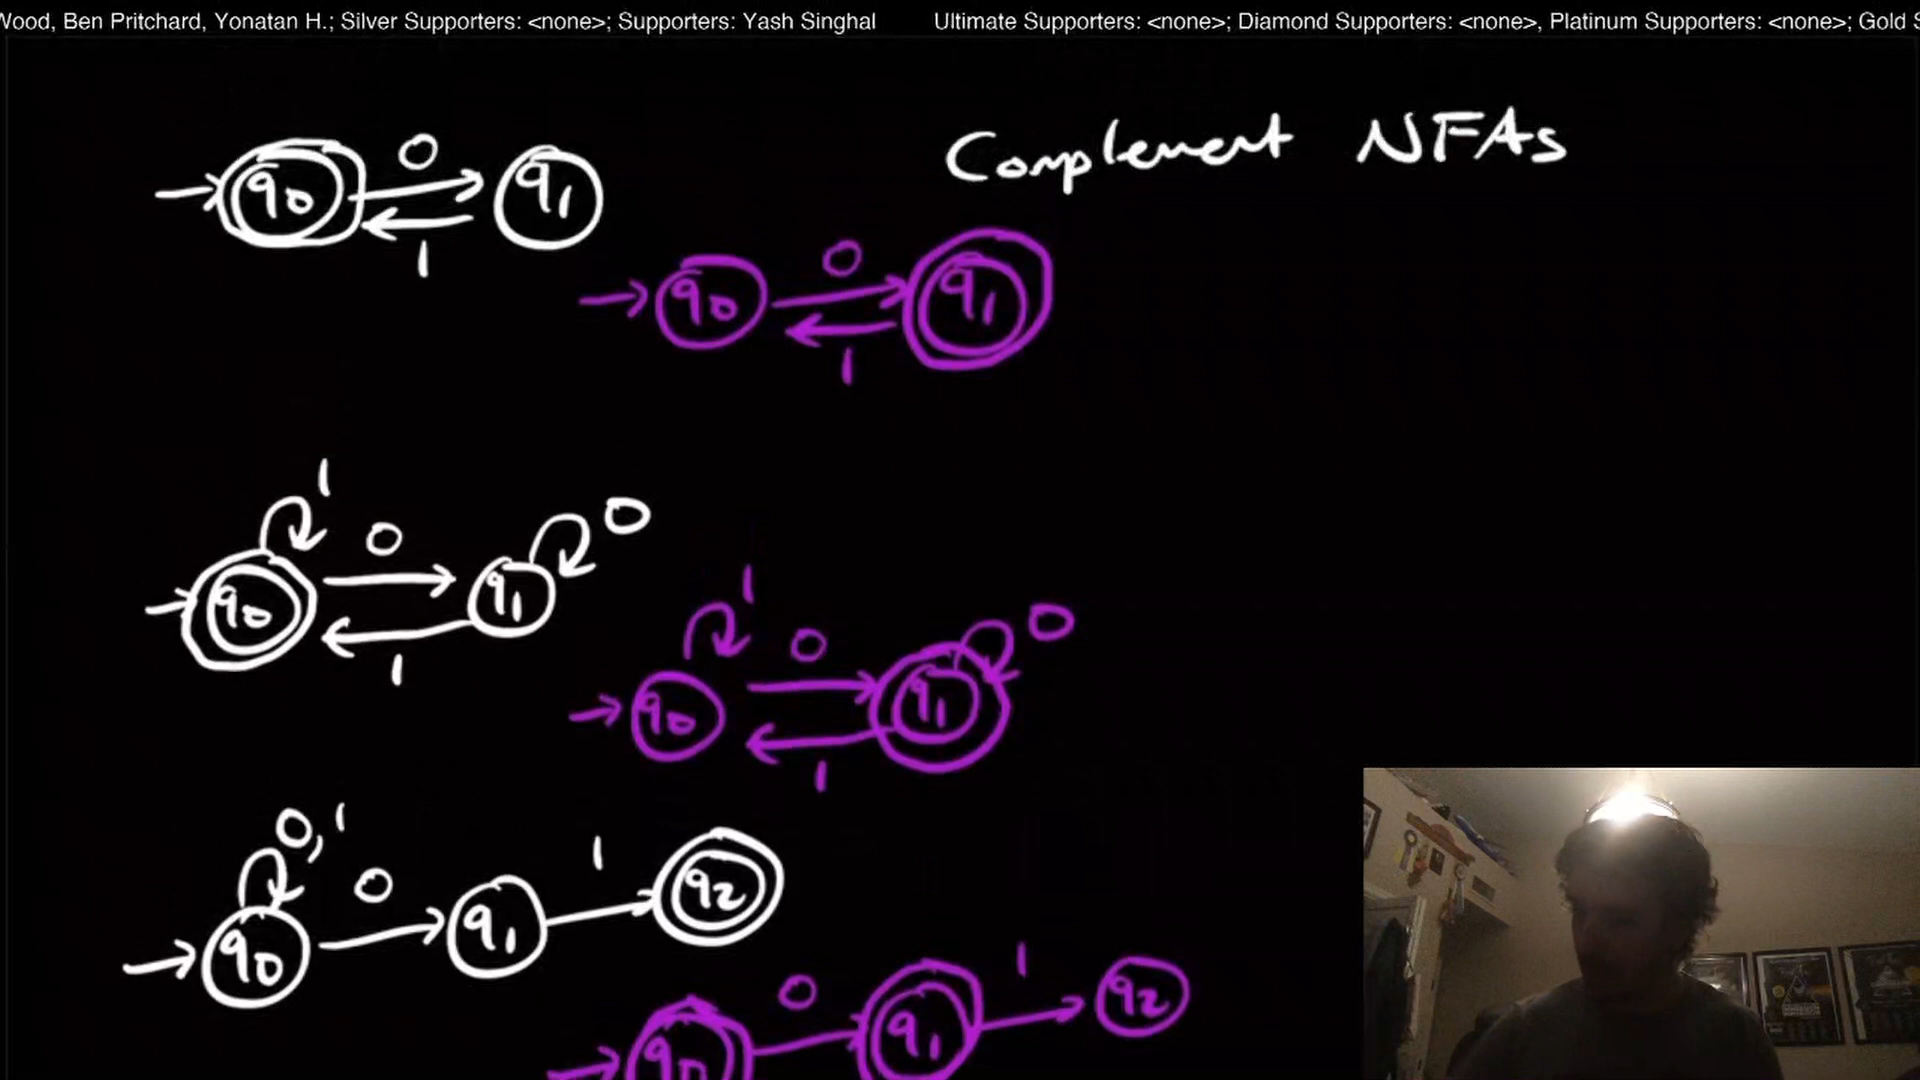 Wood, Ben Pritchard, Yonatan H.; Silver Supporters: <none>; Supporters: Yash Singhal Ultimate Supporters: <none>; Diamond Supporters: <none>, Platinum Supporters: <none>; Gold S
Complement NFAs
0
q0 q1
1
0
q0 q1
1
1 0
0
q0 q1
1
1 0
0
q0 q1
1
0,1
0 1
q0 q1 q2
0 1
q0 q1 q2